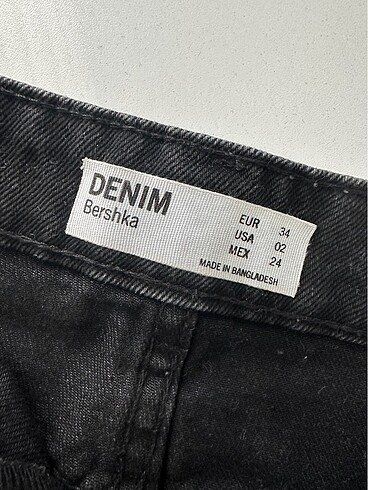 DENIM
Bershka
EUR 34
USA 02
MEX 24
MADE IN BANGLADESH